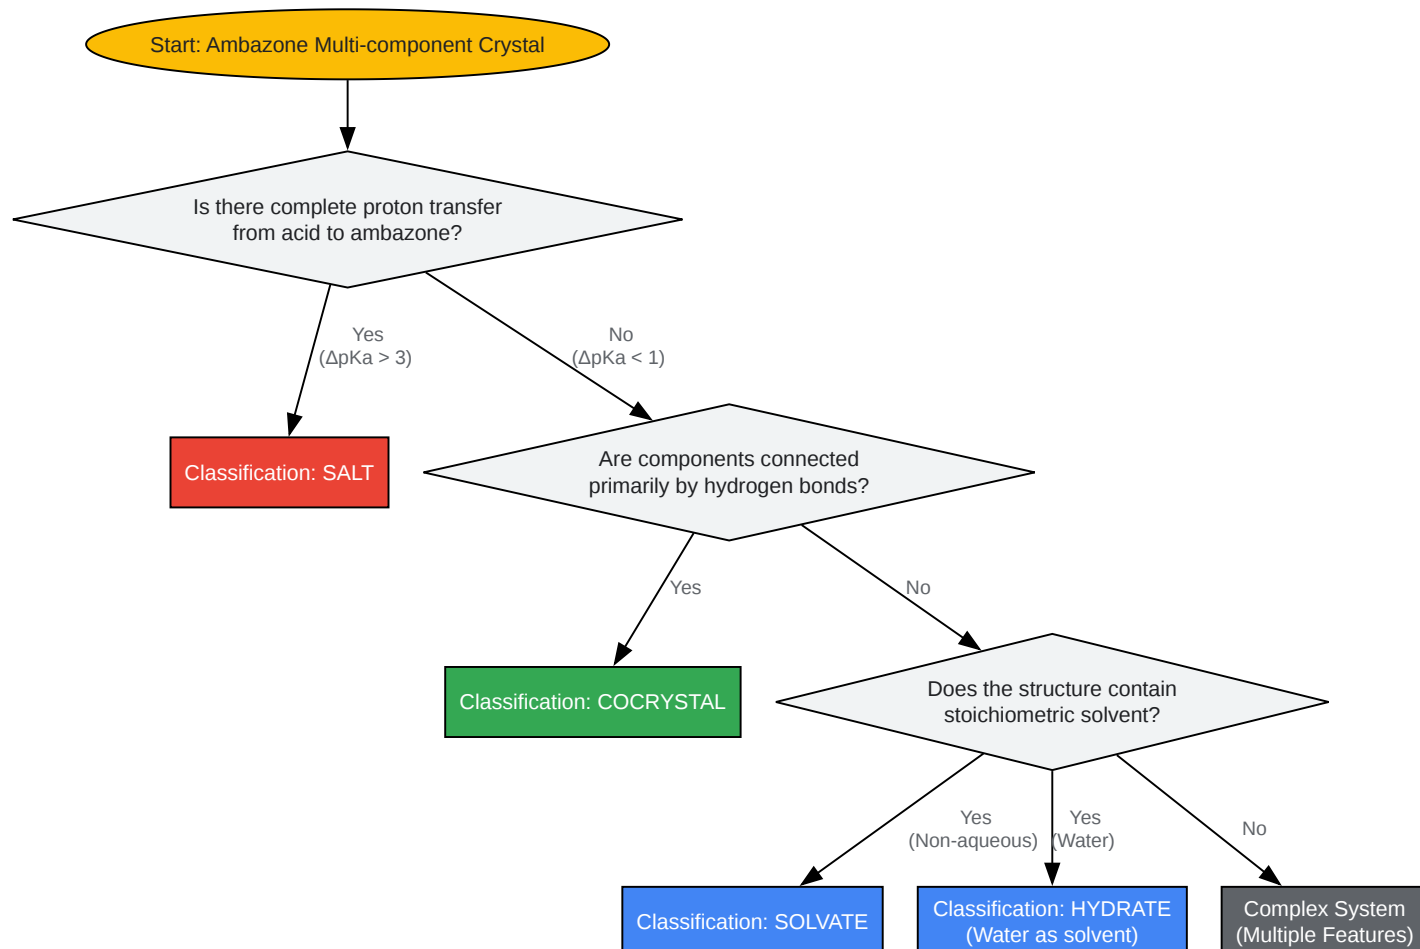 Start: Ambazone Multi-component Crystal
Is there complete proton transfer
from acid to ambazone?
Yes
(ΔpKa > 3)
No
(ΔpKa < 1)
Classification: SALT
Are components connected
primarily by hydrogen bonds?
Yes
No
Classification: COCRYSTAL
Does the structure contain
stoichiometric solvent?
Yes
(Non-aqueous)
Yes
(Water)
No
Classification: SOLVATE
Classification: HYDRATE
(Water as solvent)
Complex System
(Multiple Features)